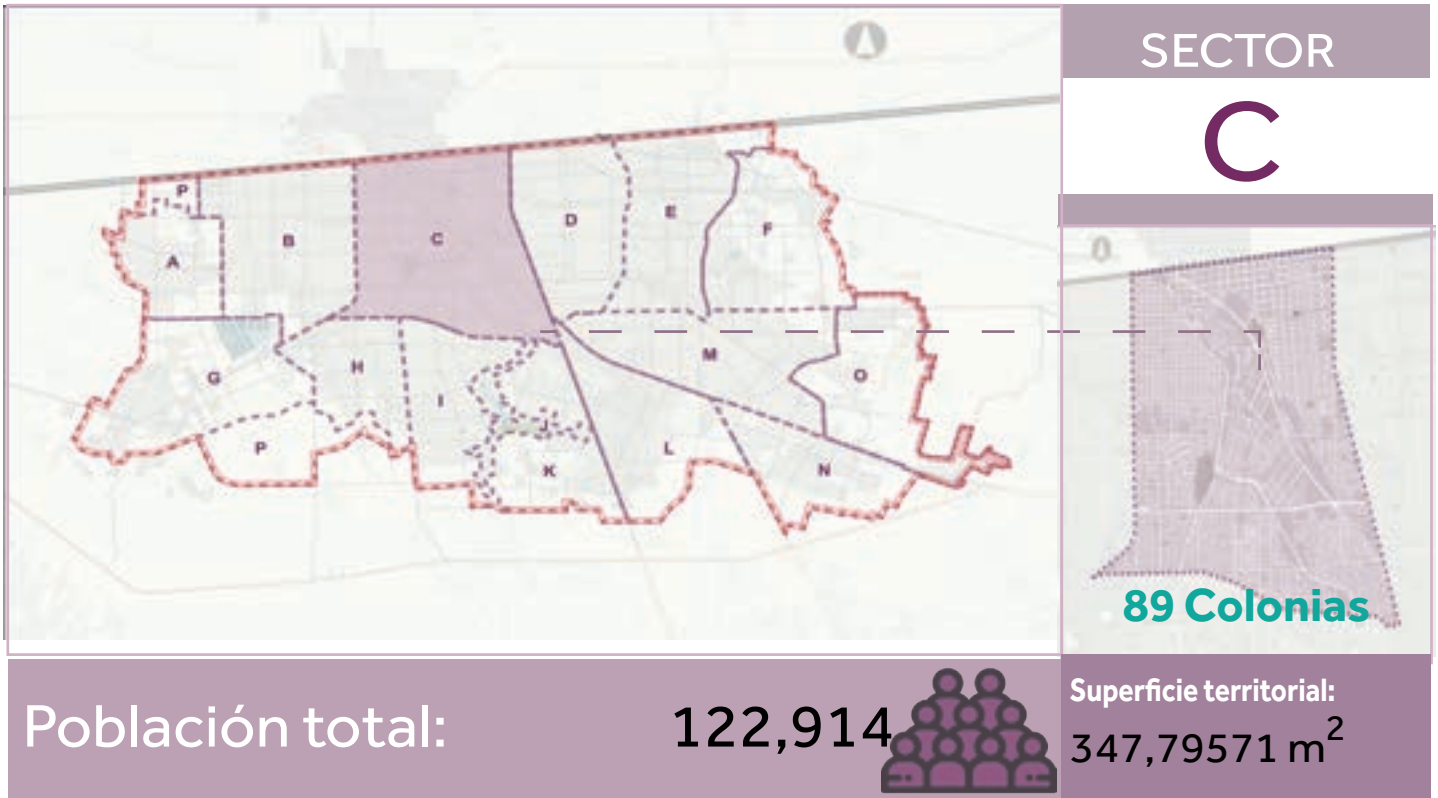 SECTOR
C
P
A
B
C
D
E
F
G
H
I
J
K
L
M
N
O
P
89 Colonias
Población total:
122,914
Superficie territorial:
347,79571 m²